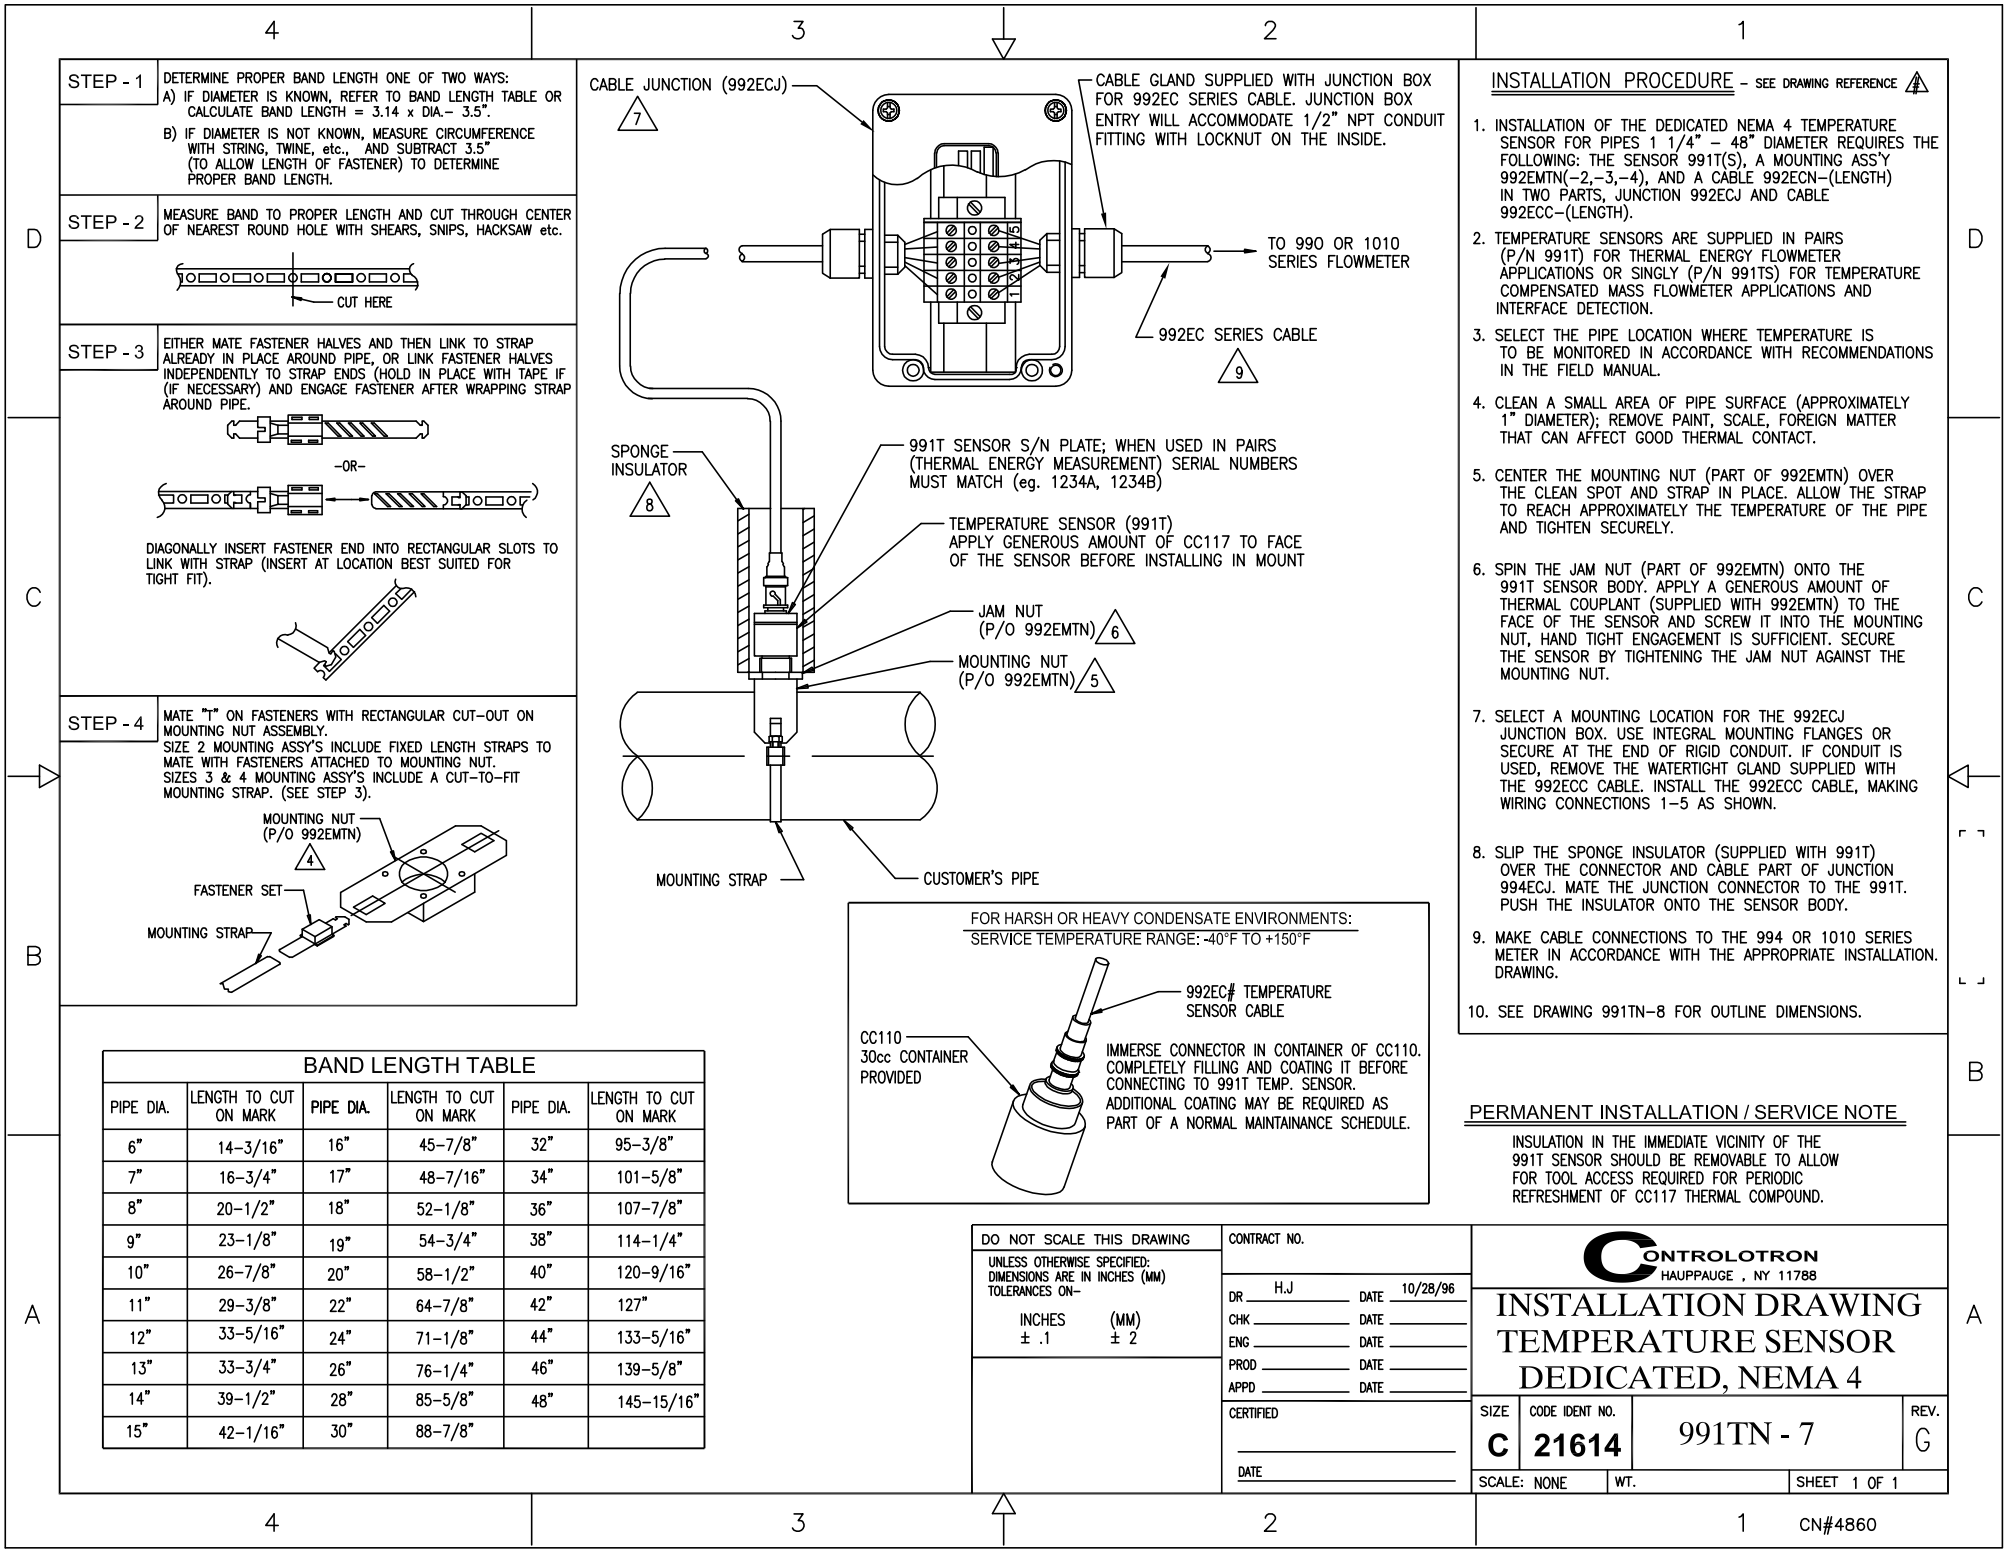 4
3
2
1
STEP - 1
DETERMINE PROPER BAND LENGTH ONE OF TWO WAYS:
A) IF DIAMETER IS KNOWN, REFER TO BAND LENGTH TABLE OR
CALCULATE BAND LENGTH = 3.14 x DIA.– 3.5".
B) IF DIAMETER IS NOT KNOWN, MEASURE CIRCUMFERENCE
WITH STRING, TWINE, etc., AND SUBTRACT 3.5"
(TO ALLOW LENGTH OF FASTENER) TO DETERMINE
PROPER BAND LENGTH.
STEP - 2
MEASURE BAND TO PROPER LENGTH AND CUT THROUGH CENTER
OF NEAREST ROUND HOLE WITH SHEARS, SNIPS, HACKSAW etc.
CUT HERE
STEP - 3
EITHER MATE FASTENER HALVES AND THEN LINK TO STRAP
ALREADY IN PLACE AROUND PIPE, OR LINK FASTENER HALVES
INDEPENDENTLY TO STRAP ENDS (HOLD IN PLACE WITH TAPE IF
(IF NECESSARY) AND ENGAGE FASTENER AFTER WRAPPING STRAP
AROUND PIPE.
–OR–
DIAGONALLY INSERT FASTENER END INTO RECTANGULAR SLOTS TO
LINK WITH STRAP (INSERT AT LOCATION BEST SUITED FOR
TIGHT FIT).
STEP - 4
MATE "T" ON FASTENERS WITH RECTANGULAR CUT–OUT ON
MOUNTING NUT ASSEMBLY.
SIZE 2 MOUNTING ASSY'S INCLUDE FIXED LENGTH STRAPS TO
MATE WITH FASTENERS ATTACHED TO MOUNTING NUT.
SIZES 3 & 4 MOUNTING ASSY'S INCLUDE A CUT–TO–FIT
MOUNTING STRAP. (SEE STEP 3).
MOUNTING NUT
(P/O 992EMTN)
4
FASTENER SET
MOUNTING STRAP
D
C
B
A
CABLE JUNCTION (992ECJ)
7
CABLE GLAND SUPPLIED WITH JUNCTION BOX
FOR 992EC SERIES CABLE. JUNCTION BOX
ENTRY WILL ACCOMMODATE 1/2" NPT CONDUIT
FITTING WITH LOCKNUT ON THE INSIDE.
5
4
3
2
1
TO 990 OR 1010
SERIES FLOWMETER
992EC SERIES CABLE
9
SPONGE
INSULATOR
8
991T SENSOR S/N PLATE; WHEN USED IN PAIRS
(THERMAL ENERGY MEASUREMENT) SERIAL NUMBERS
MUST MATCH (eg. 1234A, 1234B)
TEMPERATURE SENSOR (991T)
APPLY GENEROUS AMOUNT OF CC117 TO FACE
OF THE SENSOR BEFORE INSTALLING IN MOUNT
JAM NUT
(P/O 992EMTN)
6
MOUNTING NUT
(P/O 992EMTN)
5
MOUNTING STRAP
CUSTOMER'S PIPE
FOR HARSH OR HEAVY CONDENSATE ENVIRONMENTS:
SERVICE TEMPERATURE RANGE: -40°F TO +150°F
992EC# TEMPERATURE
SENSOR CABLE
CC110
30cc CONTAINER
PROVIDED
IMMERSE CONNECTOR IN CONTAINER OF CC110.
COMPLETELY FILLING AND COATING IT BEFORE
CONNECTING TO 991T TEMP. SENSOR.
ADDITIONAL COATING MAY BE REQUIRED AS
PART OF A NORMAL MAINTAINANCE SCHEDULE.
INSTALLATION PROCEDURE – SEE DRAWING REFERENCE #
1. INSTALLATION OF THE DEDICATED NEMA 4 TEMPERATURE
SENSOR FOR PIPES 1 1/4" – 48" DIAMETER REQUIRES THE
FOLLOWING: THE SENSOR 991T(S), A MOUNTING ASS'Y
992EMTN(–2,–3,–4), AND A CABLE 992ECN–(LENGTH)
IN TWO PARTS, JUNCTION 992ECJ AND CABLE
992ECC–(LENGTH).
2. TEMPERATURE SENSORS ARE SUPPLIED IN PAIRS
(P/N 991T) FOR THERMAL ENERGY FLOWMETER
APPLICATIONS OR SINGLY (P/N 991TS) FOR TEMPERATURE
COMPENSATED MASS FLOWMETER APPLICATIONS AND
INTERFACE DETECTION.
3. SELECT THE PIPE LOCATION WHERE TEMPERATURE IS
TO BE MONITORED IN ACCORDANCE WITH RECOMMENDATIONS
IN THE FIELD MANUAL.
4. CLEAN A SMALL AREA OF PIPE SURFACE (APPROXIMATELY
1" DIAMETER); REMOVE PAINT, SCALE, FOREIGN MATTER
THAT CAN AFFECT GOOD THERMAL CONTACT.
5. CENTER THE MOUNTING NUT (PART OF 992EMTN) OVER
THE CLEAN SPOT AND STRAP IN PLACE. ALLOW THE STRAP
TO REACH APPROXIMATELY THE TEMPERATURE OF THE PIPE
AND TIGHTEN SECURELY.
6. SPIN THE JAM NUT (PART OF 992EMTN) ONTO THE
991T SENSOR BODY. APPLY A GENEROUS AMOUNT OF
THERMAL COUPLANT (SUPPLIED WITH 992EMTN) TO THE
FACE OF THE SENSOR AND SCREW IT INTO THE MOUNTING
NUT, HAND TIGHT ENGAGEMENT IS SUFFICIENT. SECURE
THE SENSOR BY TIGHTENING THE JAM NUT AGAINST THE
MOUNTING NUT.
7. SELECT A MOUNTING LOCATION FOR THE 992ECJ
JUNCTION BOX. USE INTEGRAL MOUNTING FLANGES OR
SECURE AT THE END OF RIGID CONDUIT. IF CONDUIT IS
USED, REMOVE THE WATERTIGHT GLAND SUPPLIED WITH
THE 992ECC CABLE. INSTALL THE 992ECC CABLE, MAKING
WIRING CONNECTIONS 1–5 AS SHOWN.
8. SLIP THE SPONGE INSULATOR (SUPPLIED WITH 991T)
OVER THE CONNECTOR AND CABLE PART OF JUNCTION
994ECJ. MATE THE JUNCTION CONNECTOR TO THE 991T.
PUSH THE INSULATOR ONTO THE SENSOR BODY.
9. MAKE CABLE CONNECTIONS TO THE 994 OR 1010 SERIES
METER IN ACCORDANCE WITH THE APPROPRIATE INSTALLATION.
DRAWING.
10. SEE DRAWING 991TN–8 FOR OUTLINE DIMENSIONS.
D
C
B
A
PERMANENT INSTALLATION / SERVICE NOTE
INSULATION IN THE IMMEDIATE VICINITY OF THE
991T SENSOR SHOULD BE REMOVABLE TO ALLOW
FOR TOOL ACCESS REQUIRED FOR PERIODIC
REFRESHMENT OF CC117 THERMAL COMPOUND.
BAND LENGTH TABLE
PIPE DIA. LENGTH TO CUT ON MARK PIPE DIA. LENGTH TO CUT ON MARK PIPE DIA. LENGTH TO CUT ON MARK
6" 14–3/16" 16" 45–7/8" 32" 95–3/8"
7" 16–3/4" 17" 48–7/16" 34" 101–5/8"
8" 20–1/2" 18" 52–1/8" 36" 107–7/8"
9" 23–1/8" 19" 54–3/4" 38" 114–1/4"
10" 26–7/8" 20" 58–1/2" 40" 120–9/16"
11" 29–3/8" 22" 64–7/8" 42" 127"
12" 33–5/16" 24" 71–1/8" 44" 133–5/16"
13" 33–3/4" 26" 76–1/4" 46" 139–5/8"
14" 39–1/2" 28" 85–5/8" 48" 145–15/16"
15" 42–1/16" 30" 88–7/8"
DO NOT SCALE THIS DRAWING
UNLESS OTHERWISE SPECIFIED:
DIMENSIONS ARE IN INCHES (MM)
TOLERANCES ON–
INCHES (MM)
± .1 ± 2
CONTRACT NO.
DR H.J DATE 10/28/96
CHK DATE
ENG DATE
PROD DATE
APPD DATE
CERTIFIED
DATE
CONTROLOTRON
HAUPPAUGE , NY 11788
INSTALLATION DRAWING
TEMPERATURE SENSOR
DEDICATED, NEMA 4
SIZE
C
CODE IDENT NO.
21614
991TN - 7
REV.
G
SCALE: NONE
WT.
SHEET 1 OF 1
4
3
2
1
CN#4860